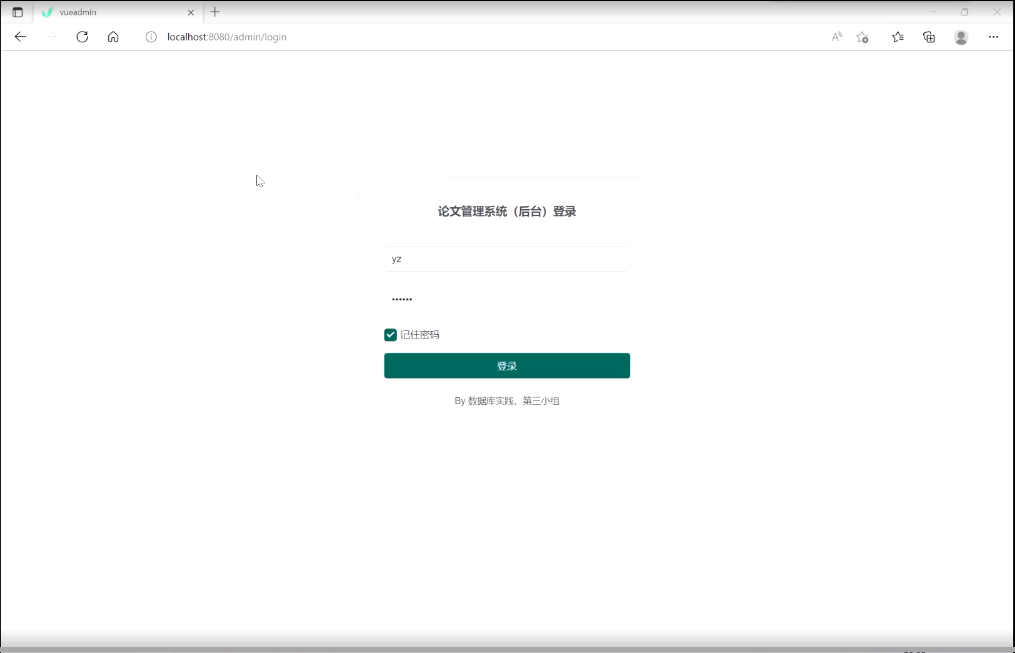 vueadmin
localhost:8080/admin/login
论文管理系统（后台）登录
yz
••••••
记住密码
登录
By 数据库实践，第三小组